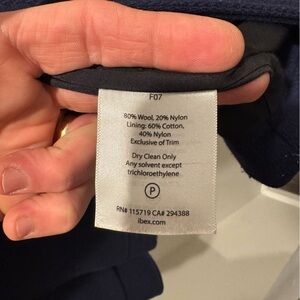 F07
80% Wool, 20% Nylon
Lining: 60% Cotton,
40% Nylon
Exclusive of Trim
Dry Clean Only
Any solvent except
trichloroethylene
P
RN# 115719 CA# 294388
ibex.com